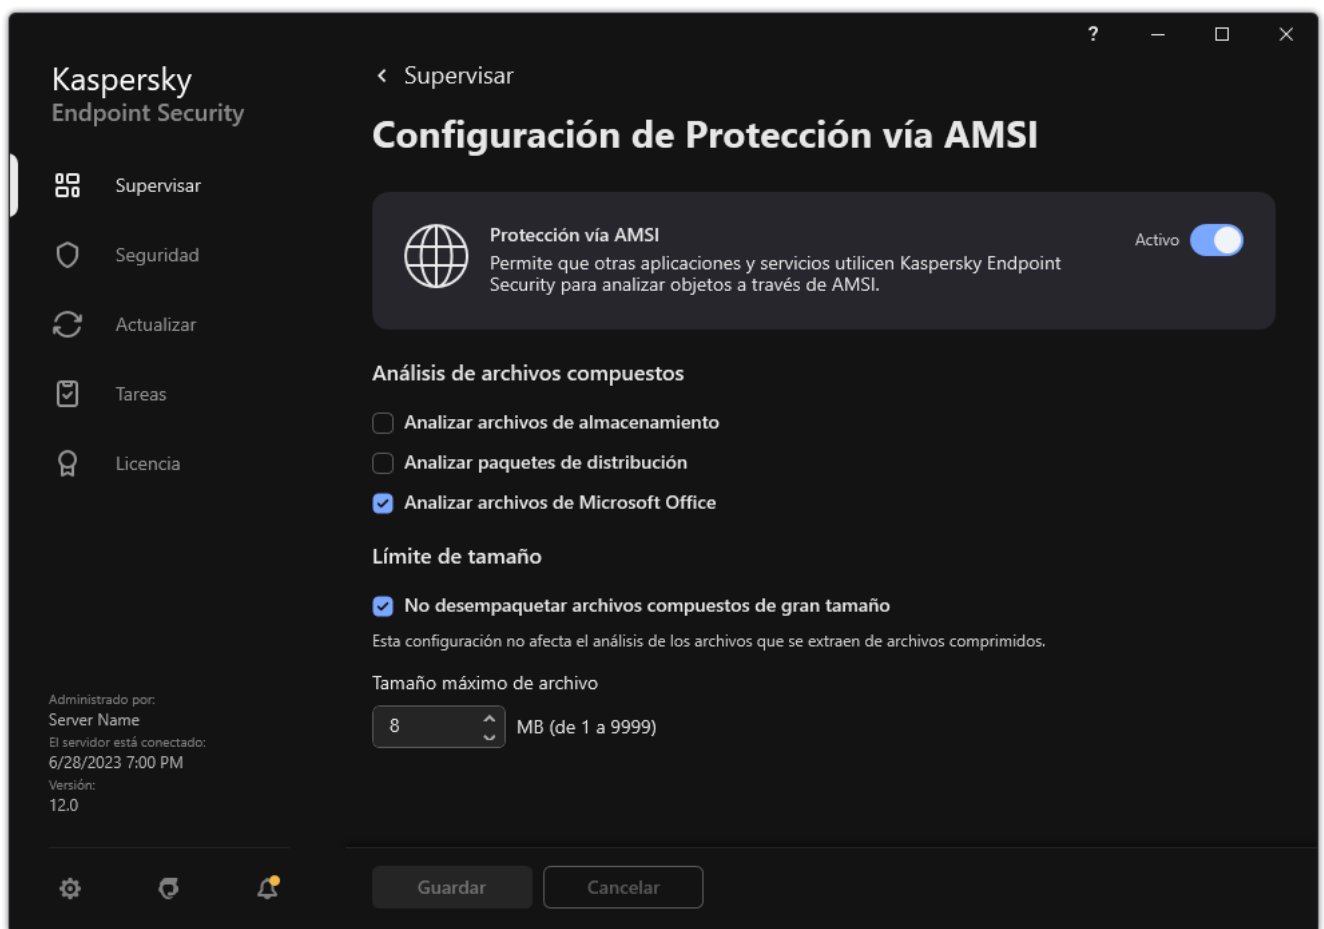 ?
Kaspersky
Endpoint Security
Supervisar
Seguridad
Actualizar
Tareas
Licencia
Administrado por:
Server Name
El servidor está conectado:
6/28/2023 7:00 PM
Versión:
12.0
Supervisar
Configuración de Protección vía AMSI
Protección vía AMSI
Permite que otras aplicaciones y servicios utilicen Kaspersky Endpoint
Security para analizar objetos a través de AMSI.
Activo
Análisis de archivos compuestos
Analizar archivos de almacenamiento
Analizar paquetes de distribución
Analizar archivos de Microsoft Office
Límite de tamaño
No desempaquetar archivos compuestos de gran tamaño
Esta configuración no afecta el análisis de los archivos que se extraen de archivos comprimidos.
Tamaño máximo de archivo
8 MB (de 1 a 9999)
Guardar
Cancelar